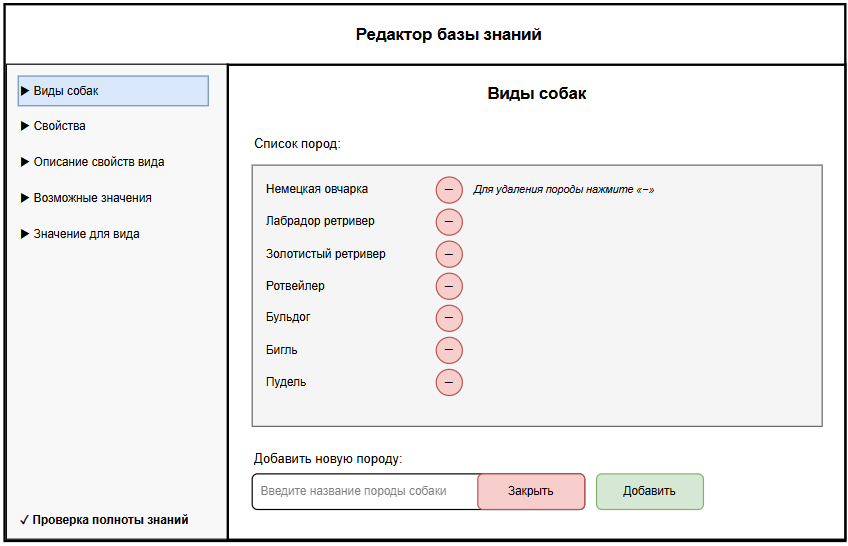 Редактор базы знаний
▶ Виды собак
▶ Свойства
▶ Описание свойств вида
▶ Возможные значения
▶ Значение для вида
✓ Проверка полноты знаний
Виды собак
Список пород:
Немецкая овчарка − Для удаления породы нажмите «−»
Лабрадор ретривер −
Золотистый ретривер −
Ротвейлер −
Бульдог −
Бигль −
Пудель −
Добавить новую породу:
Введите название породы собаки Закрыть Добавить